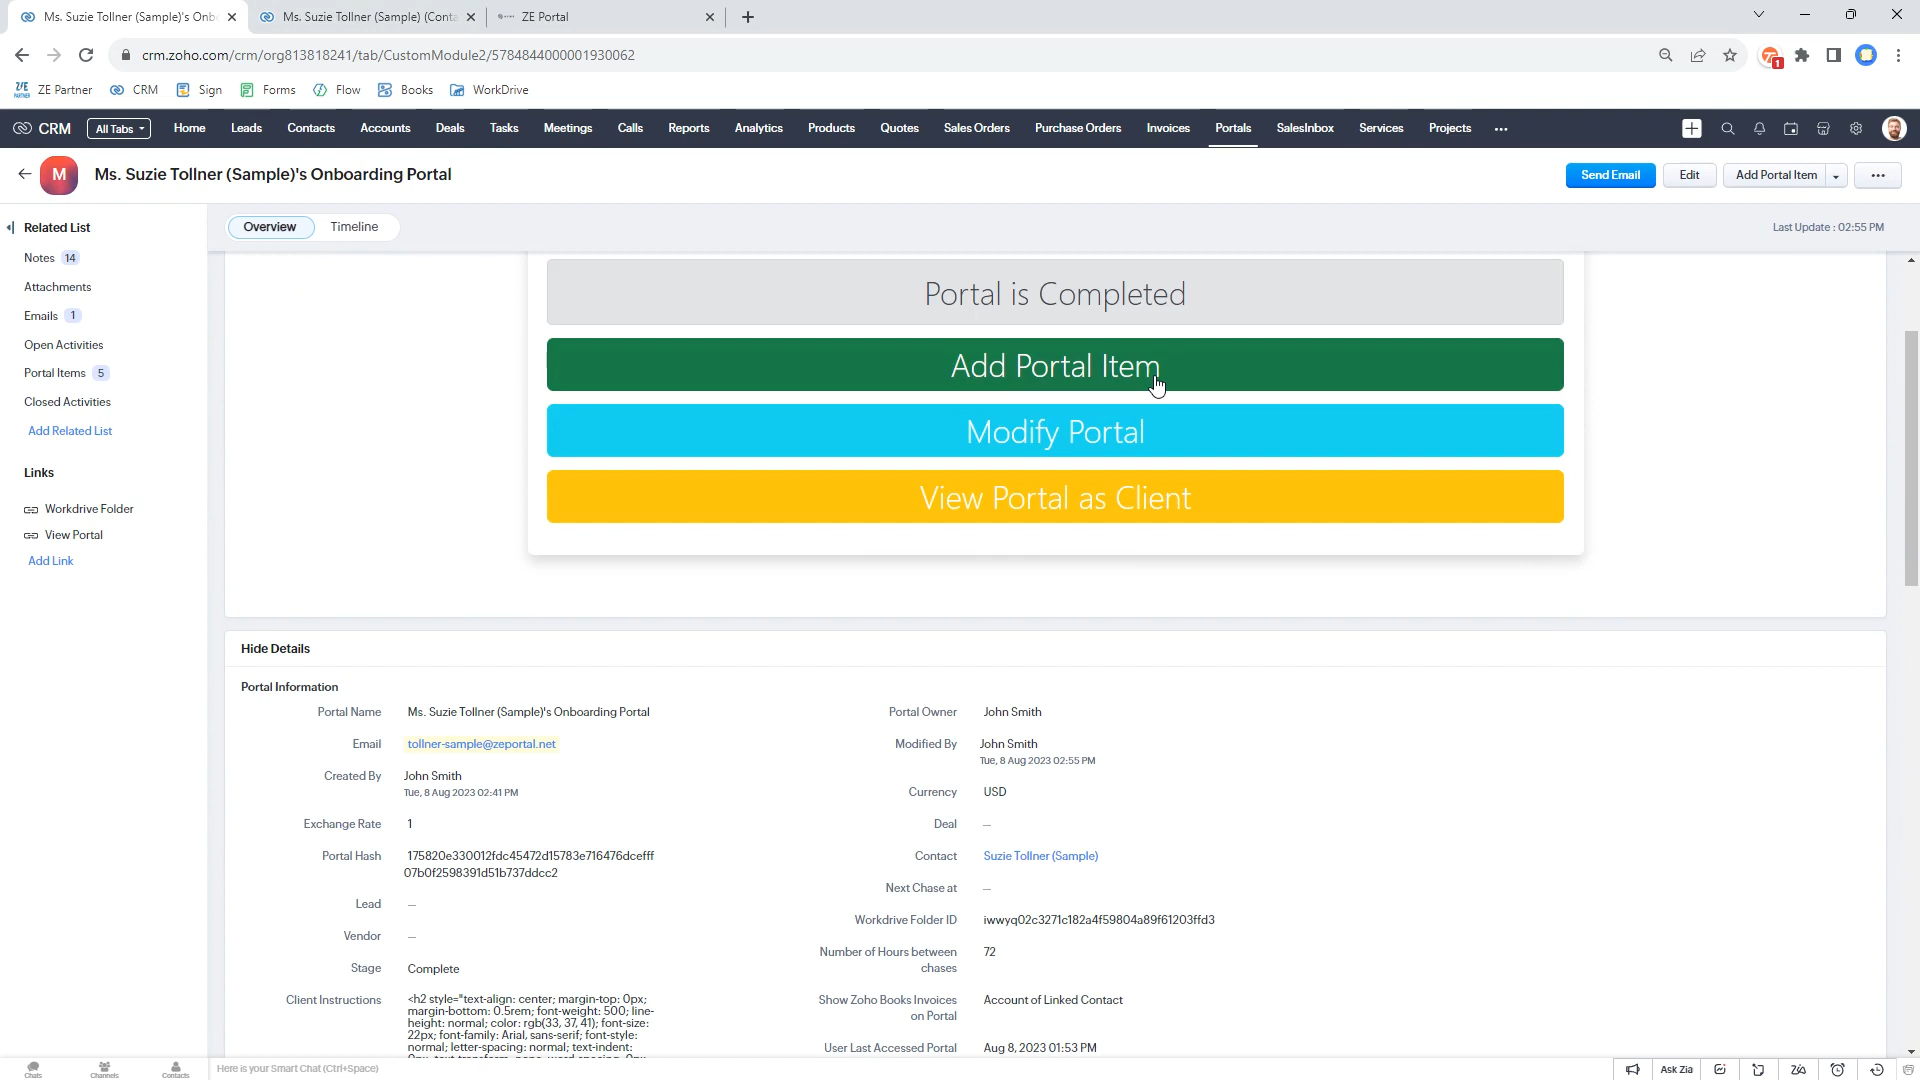 Ms. Suzie Tollner (Sample)'s Onb
Ms. Suzie Tollner (Sample) (Conta
ZE Portal
crm.zoho.com/crm/org813818241/tab/CustomModule2/5784844000001930062
1
ZE Partner
CRM
Sign
Forms
Flow
Books
WorkDrive
CRM
All Tabs
Home
Leads
Contacts
Accounts
Deals
Tasks
Meetings
Calls
Reports
Analytics
Products
Quotes
Sales Orders
Purchase Orders
Invoices
Portals
SalesInbox
Services
Projects
M
Ms. Suzie Tollner (Sample)'s Onboarding Portal
Send Email
Edit
Add Portal Item
Related List
Overview
Timeline
Last Update : 02:55 PM
Notes 14
Attachments
Emails 1
Open Activities
Portal Items 5
Closed Activities
Add Related List
Links
Workdrive Folder
View Portal
Add Link
Portal is Completed
Add Portal Item
Modify Portal
View Portal as Client
Hide Details
Portal Information
Portal Name Ms. Suzie Tollner (Sample)'s Onboarding Portal
Portal Owner John Smith
Email tollner-sample@zeportal.net
Modified By John Smith
Tue, 8 Aug 2023 02:55 PM
Created By John Smith
Tue, 8 Aug 2023 02:41 PM
Currency USD
Exchange Rate 1
Deal —
Portal Hash 175820e330012fdc45472d15783e716476dcefff
07b0f2598391d51b737ddcc2
Contact Suzie Tollner (Sample)
Next Chase at —
Lead —
Workdrive Folder ID iwwyq02c3271c182a4f59804a89f61203ffd3
Vendor —
Number of Hours between
chases
72
Stage Complete
Client Instructions <h2 style="text-align: center; margin-top: 0px;
margin-bottom: 0.5rem; font-weight: 500; line-
height: normal; color: rgb(33, 37, 41); font-size:
22px; font-family: Arial, sans-serif; font-style:
normal; letter-spacing: normal; text-indent:
0px; text-transform: none; word-spacing: 0px;
Show Zoho Books Invoices
on Portal
Account of Linked Contact
User Last Accessed Portal Aug 8, 2023 01:53 PM
Chats
Channels
Contacts
Here is your Smart Chat (Ctrl+Space)
Ask Zia